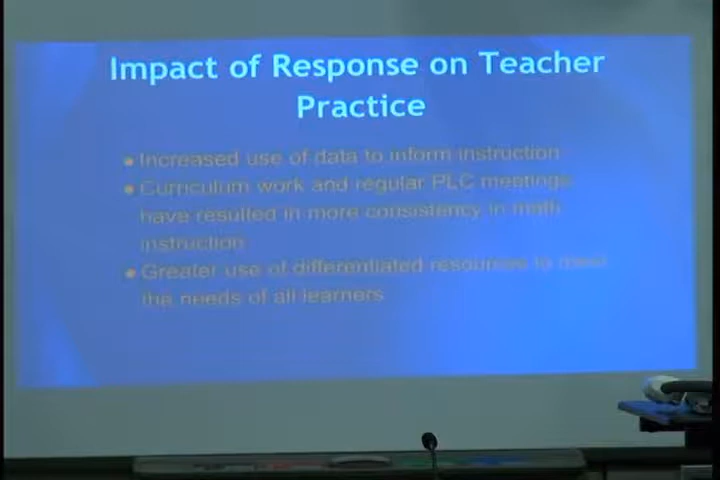 Impact of Response on Teacher
Practice
• Increased use of data to inform instruction
• Curriculum work and regular PLC meetings
have resulted in more consistency in math
instruction
• Greater use of differentiated resources to meet
the needs of all learners